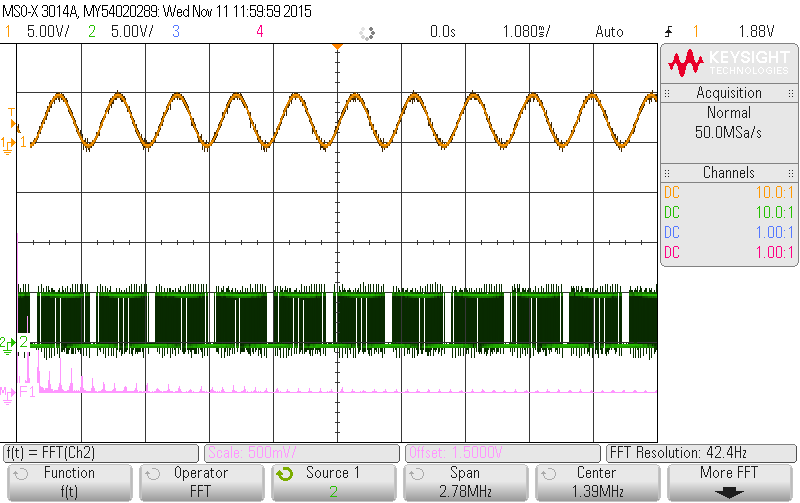 MSO-X 3014A, MY54020289: Wed Nov 11 11:59:59 2015
1 5.00V/ 2 5.00V/ 3 4 0.0s 1.080ms/ Auto 1 1.88V
KEYSIGHT
TECHNOLOGIES
Acquisition
Normal
50.0MSa/s
Channels
DC 10.0:1
DC 10.0:1
DC 1.00:1
DC 1.00:1
T
1 1
2 2
M F1
f(t) = FFT(Ch2) Scale: 500mV/ Offset: 1.5000V FFT Resolution: 42.4Hz
Function Operator Source 1 Span Center More FFT
f(t) FFT 2 2.78MHz 1.39MHz